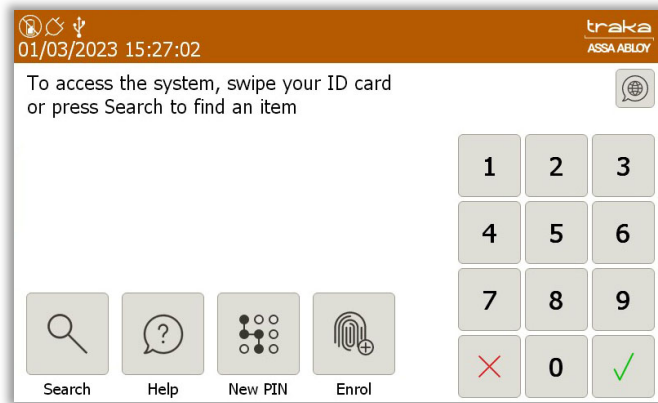 traka
01/03/2023 15:27:02
ASSA ABLOY
To access the system, swipe your ID card
or press Search to find an item
1 2 3
4 5 6
7 8 9
?
0
Search Help New PIN Enrol